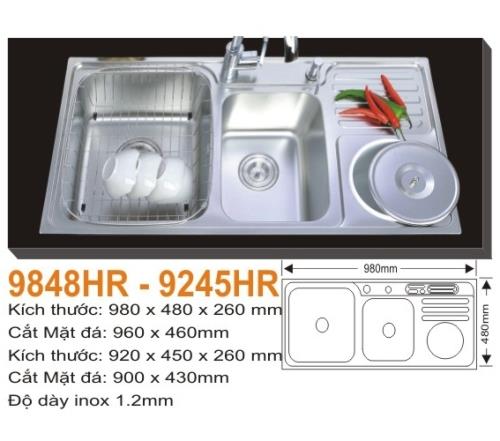 980mm
9848HR - 9245HR
480mm
Kích thước: 980 x 480 x 260 mm
Cắt Mặt đá: 960 x 460mm
Kích thước: 920 x 450 x 260 mm
Cắt Mặt đá: 900 x 430mm
Độ dày inox 1.2mm